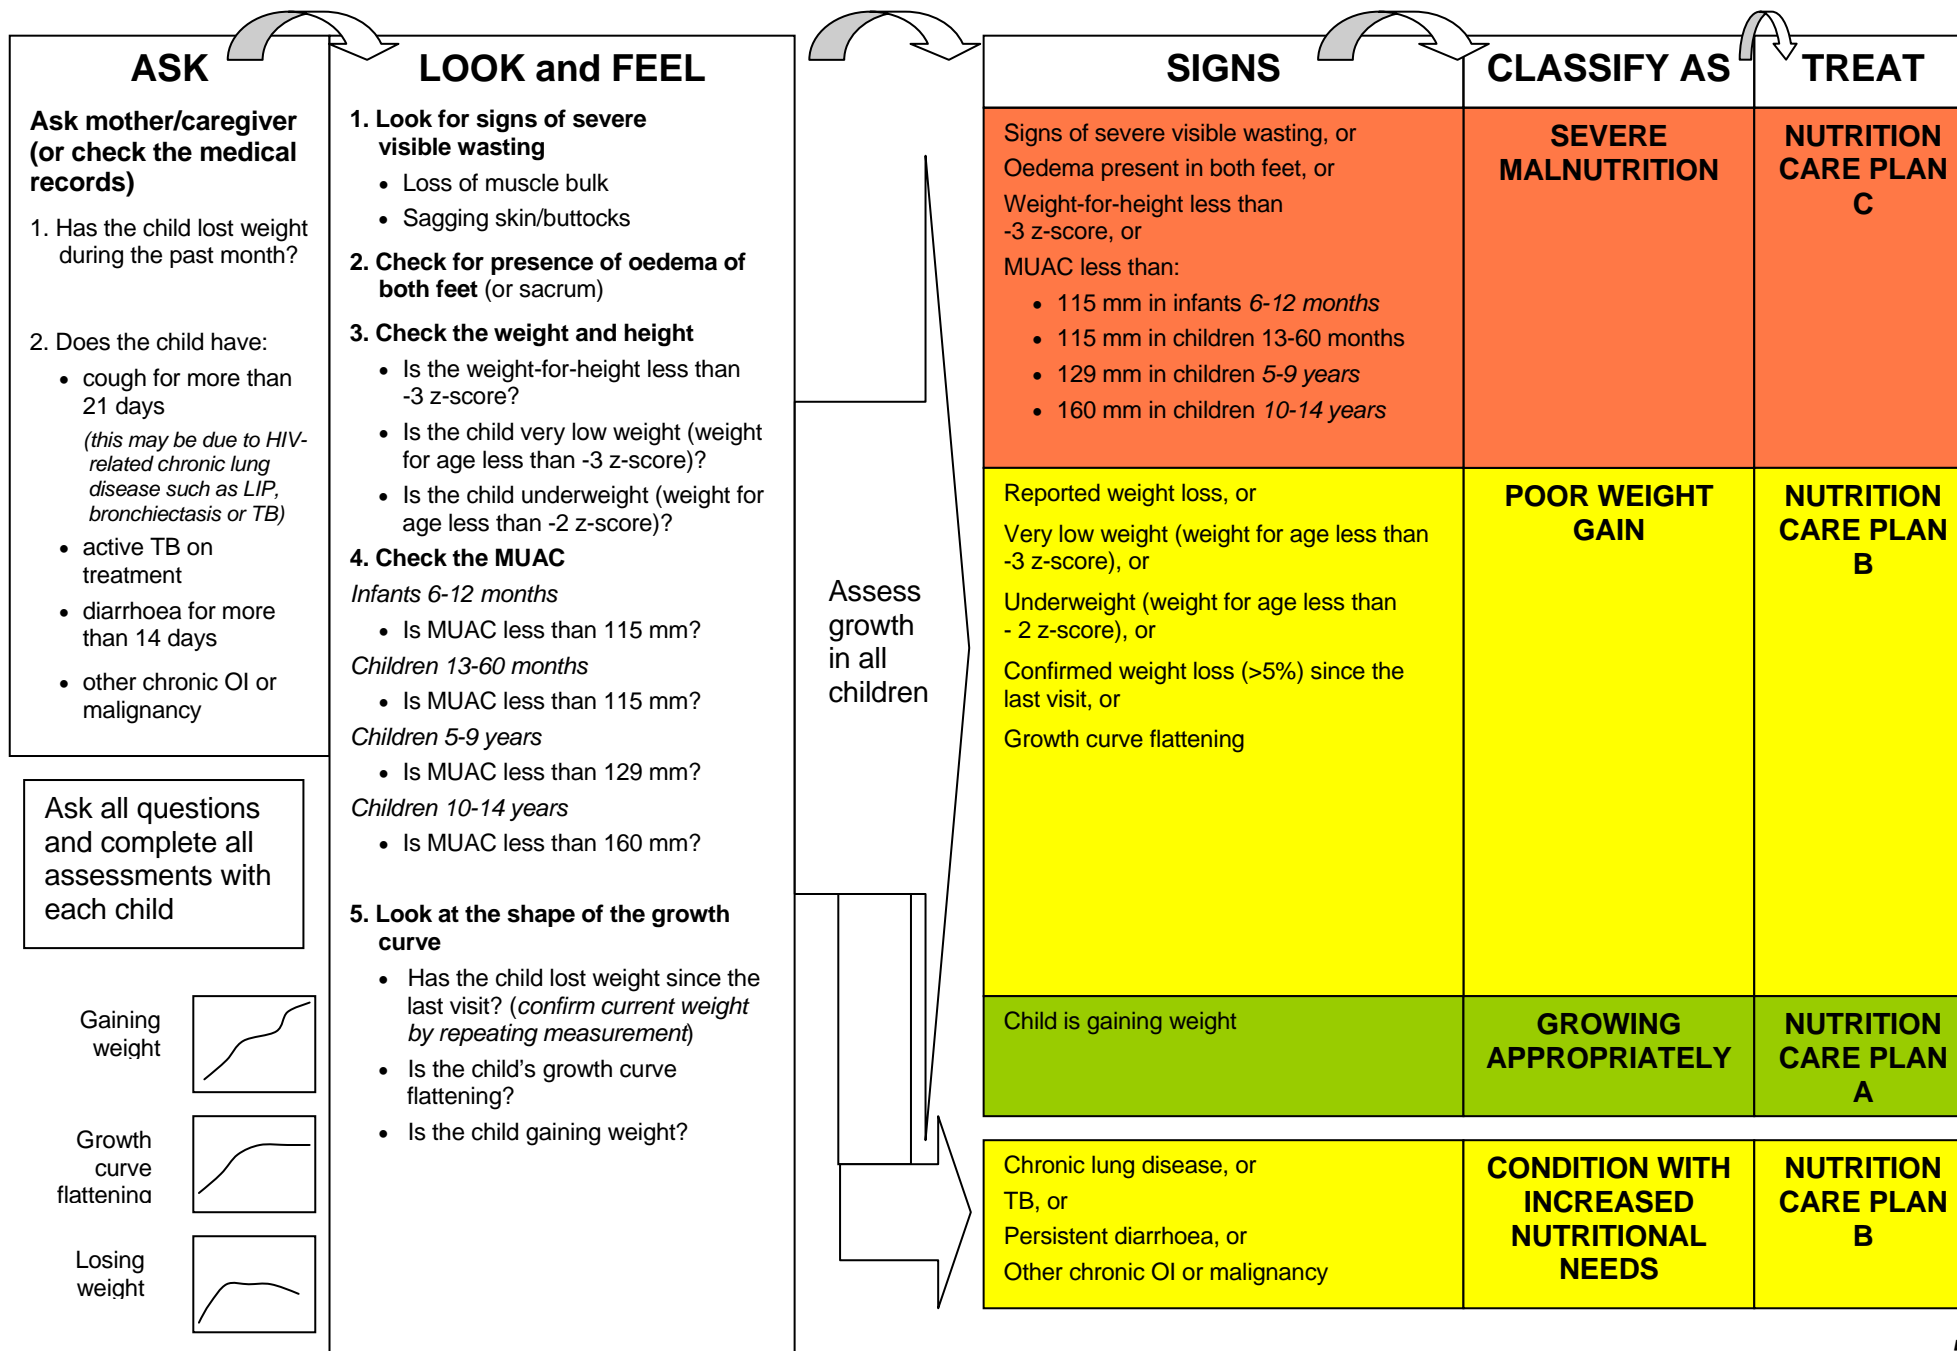 ASK
Ask mother/caregiver
(or check the medical
records)
1. Has the child lost weight
during the past month?
2. Does the child have:
• cough for more than
21 days
(this may be due to HIV-
related chronic lung
disease such as LIP,
bronchiectasis or TB)
• active TB on
treatment
• diarrhoea for more
than 14 days
• other chronic OI or
malignancy
Ask all questions
and complete all
assessments with
each child
Gaining
weight
Growth
curve
flattening
Losing
weight
LOOK and FEEL
1. Look for signs of severe
visible wasting
• Loss of muscle bulk
• Sagging skin/buttocks
2. Check for presence of oedema of
both feet (or sacrum)
3. Check the weight and height
• Is the weight-for-height less than
-3 z-score?
• Is the child very low weight (weight
for age less than -3 z-score)?
• Is the child underweight (weight for
age less than -2 z-score)?
4. Check the MUAC
Infants 6-12 months
• Is MUAC less than 115 mm?
Children 13-60 months
• Is MUAC less than 115 mm?
Children 5-9 years
• Is MUAC less than 129 mm?
Children 10-14 years
• Is MUAC less than 160 mm?
5. Look at the shape of the growth
curve
• Has the child lost weight since the
last visit? (confirm current weight
by repeating measurement)
• Is the child's growth curve
flattening?
• Is the child gaining weight?
Assess
growth
in all
children
SIGNS
CLASSIFY AS
TREAT
Signs of severe visible wasting, or
Oedema present in both feet, or
Weight-for-height less than
-3 z-score, or
MUAC less than:
• 115 mm in infants 6-12 months
• 115 mm in children 13-60 months
• 129 mm in children 5-9 years
• 160 mm in children 10-14 years
SEVERE
MALNUTRITION
NUTRITION
CARE PLAN
C
Reported weight loss, or
Very low weight (weight for age less than
-3 z-score), or
Underweight (weight for age less than
- 2 z-score), or
Confirmed weight loss (>5%) since the
last visit, or
Growth curve flattening
POOR WEIGHT
GAIN
NUTRITION
CARE PLAN
B
Child is gaining weight
GROWING
APPROPRIATELY
NUTRITION
CARE PLAN
A
Chronic lung disease, or
TB, or
Persistent diarrhoea, or
Other chronic OI or malignancy
CONDITION WITH
INCREASED
NUTRITIONAL
NEEDS
NUTRITION
CARE PLAN
B